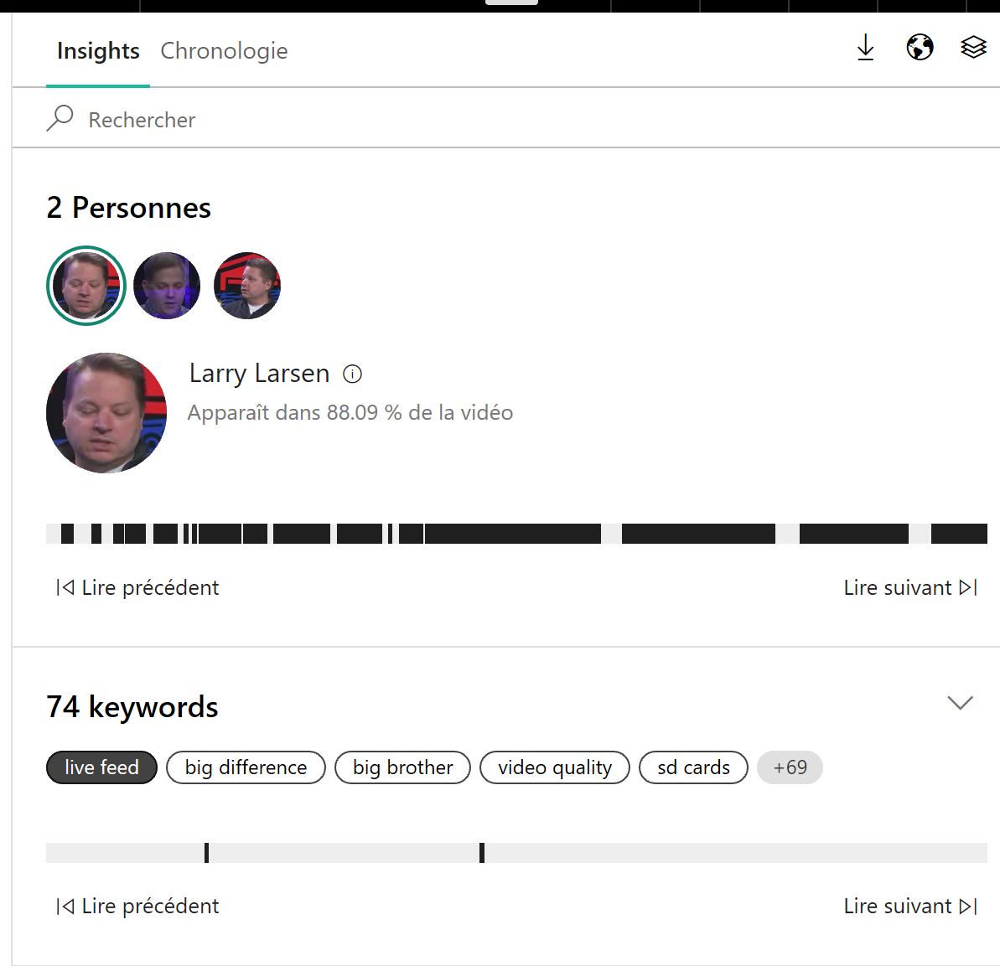 Insights Chronologie
Rechercher
2 Personnes
Larry Larsen
Apparaît dans 88.09 % de la vidéo
Lire précédent Lire suivant
74 keywords
live feed big difference big brother video quality sd cards +69
Lire précédent Lire suivant